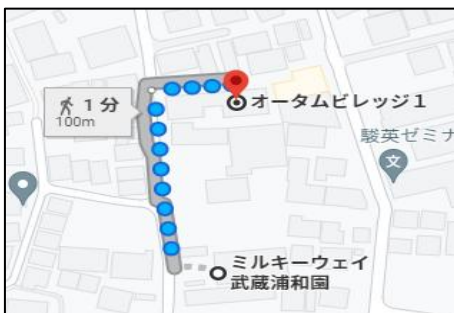 1 分
100m
オータムビレッジ1
駿英ゼミナ
文
ミルキーウェイ
武蔵浦和園